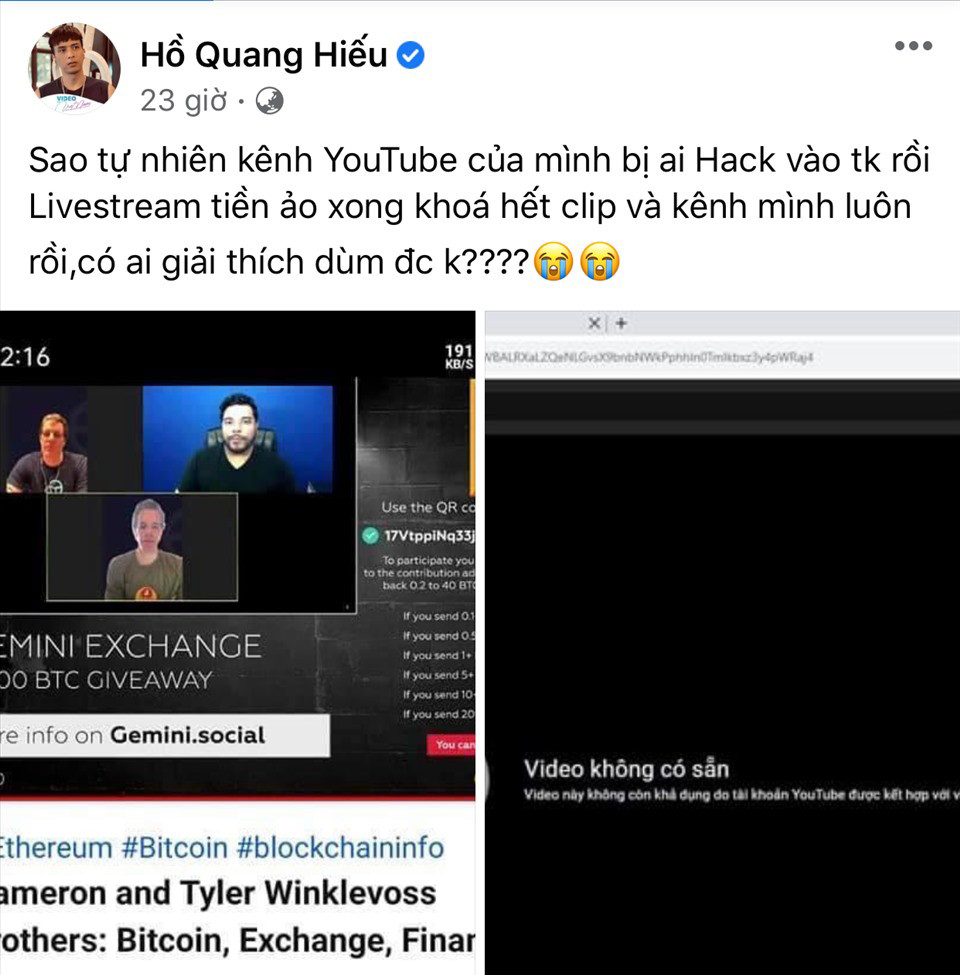 Hồ Quang Hiếu
23 giờ ·
Sao tự nhiên kênh YouTube của mình bị ai Hack vào tk rồi
Livestream tiền ảo xong khoá hết clip và kênh mình luôn
rồi,có ai giải thích dùm đc k????😭😭
2:16
191
KB/S
Use the QR co
17VtppiNq33j
To participate you
to the contribution ad
back 0.2 to 40 BTC
If you send 0.1
If you send 0.5
If you send 1+
If you send 5+
If you send 10+
If you send 20
You can
EMINI EXCHANGE
00 BTC GIVEAWAY
re info on Gemini.social
Ethereum #Bitcoin #blockchaininfo
ameron and Tyler Winklevoss
rothers: Bitcoin, Exchange, Finan
Video không có sẵn
Video này không còn khả dụng do tài khoản YouTube được kết hợp với v